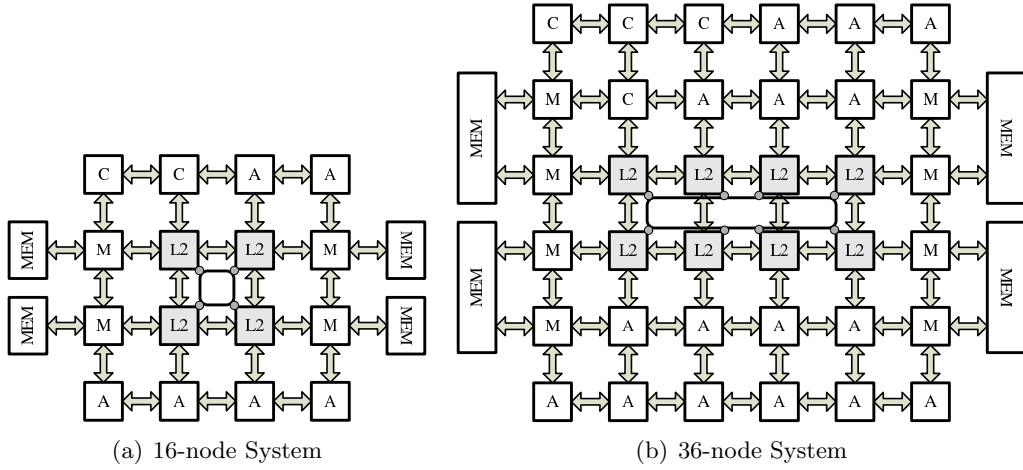 C C A A
MEM M L2 L2 M MEM
MEM M L2 L2 M MEM
A A A A
(a) 16-node System
C C C A A A
MEM M C A A A M MEM
M L2 L2 L2 L2 M
MEM M L2 L2 L2 L2 M MEM
M A A A A M
A A A A A A
(b) 36-node System